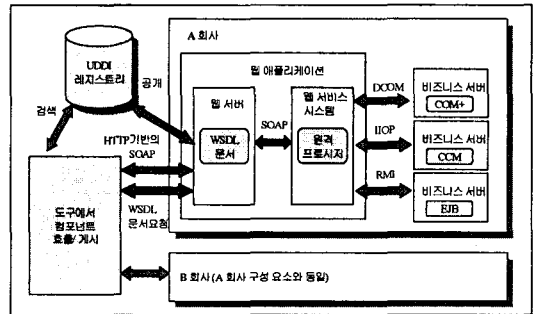 UDDI
레지스트리
공개
검색
A 회사
웹 애플리케이션
웹 서버
WSDL
문서
SOAP
웹 서비스
시스템
원격
프로시저
DCOM
IIOP
RMI
비즈니스 서버
COM+
비즈니스 서버
CCM
비즈니스 서버
EJB
HTTP기반의
SOAP
WSDL
문서요청
도구에서
컴포넌트
호출/게시
B 회사 (A 회사 구성 요소와 동일)